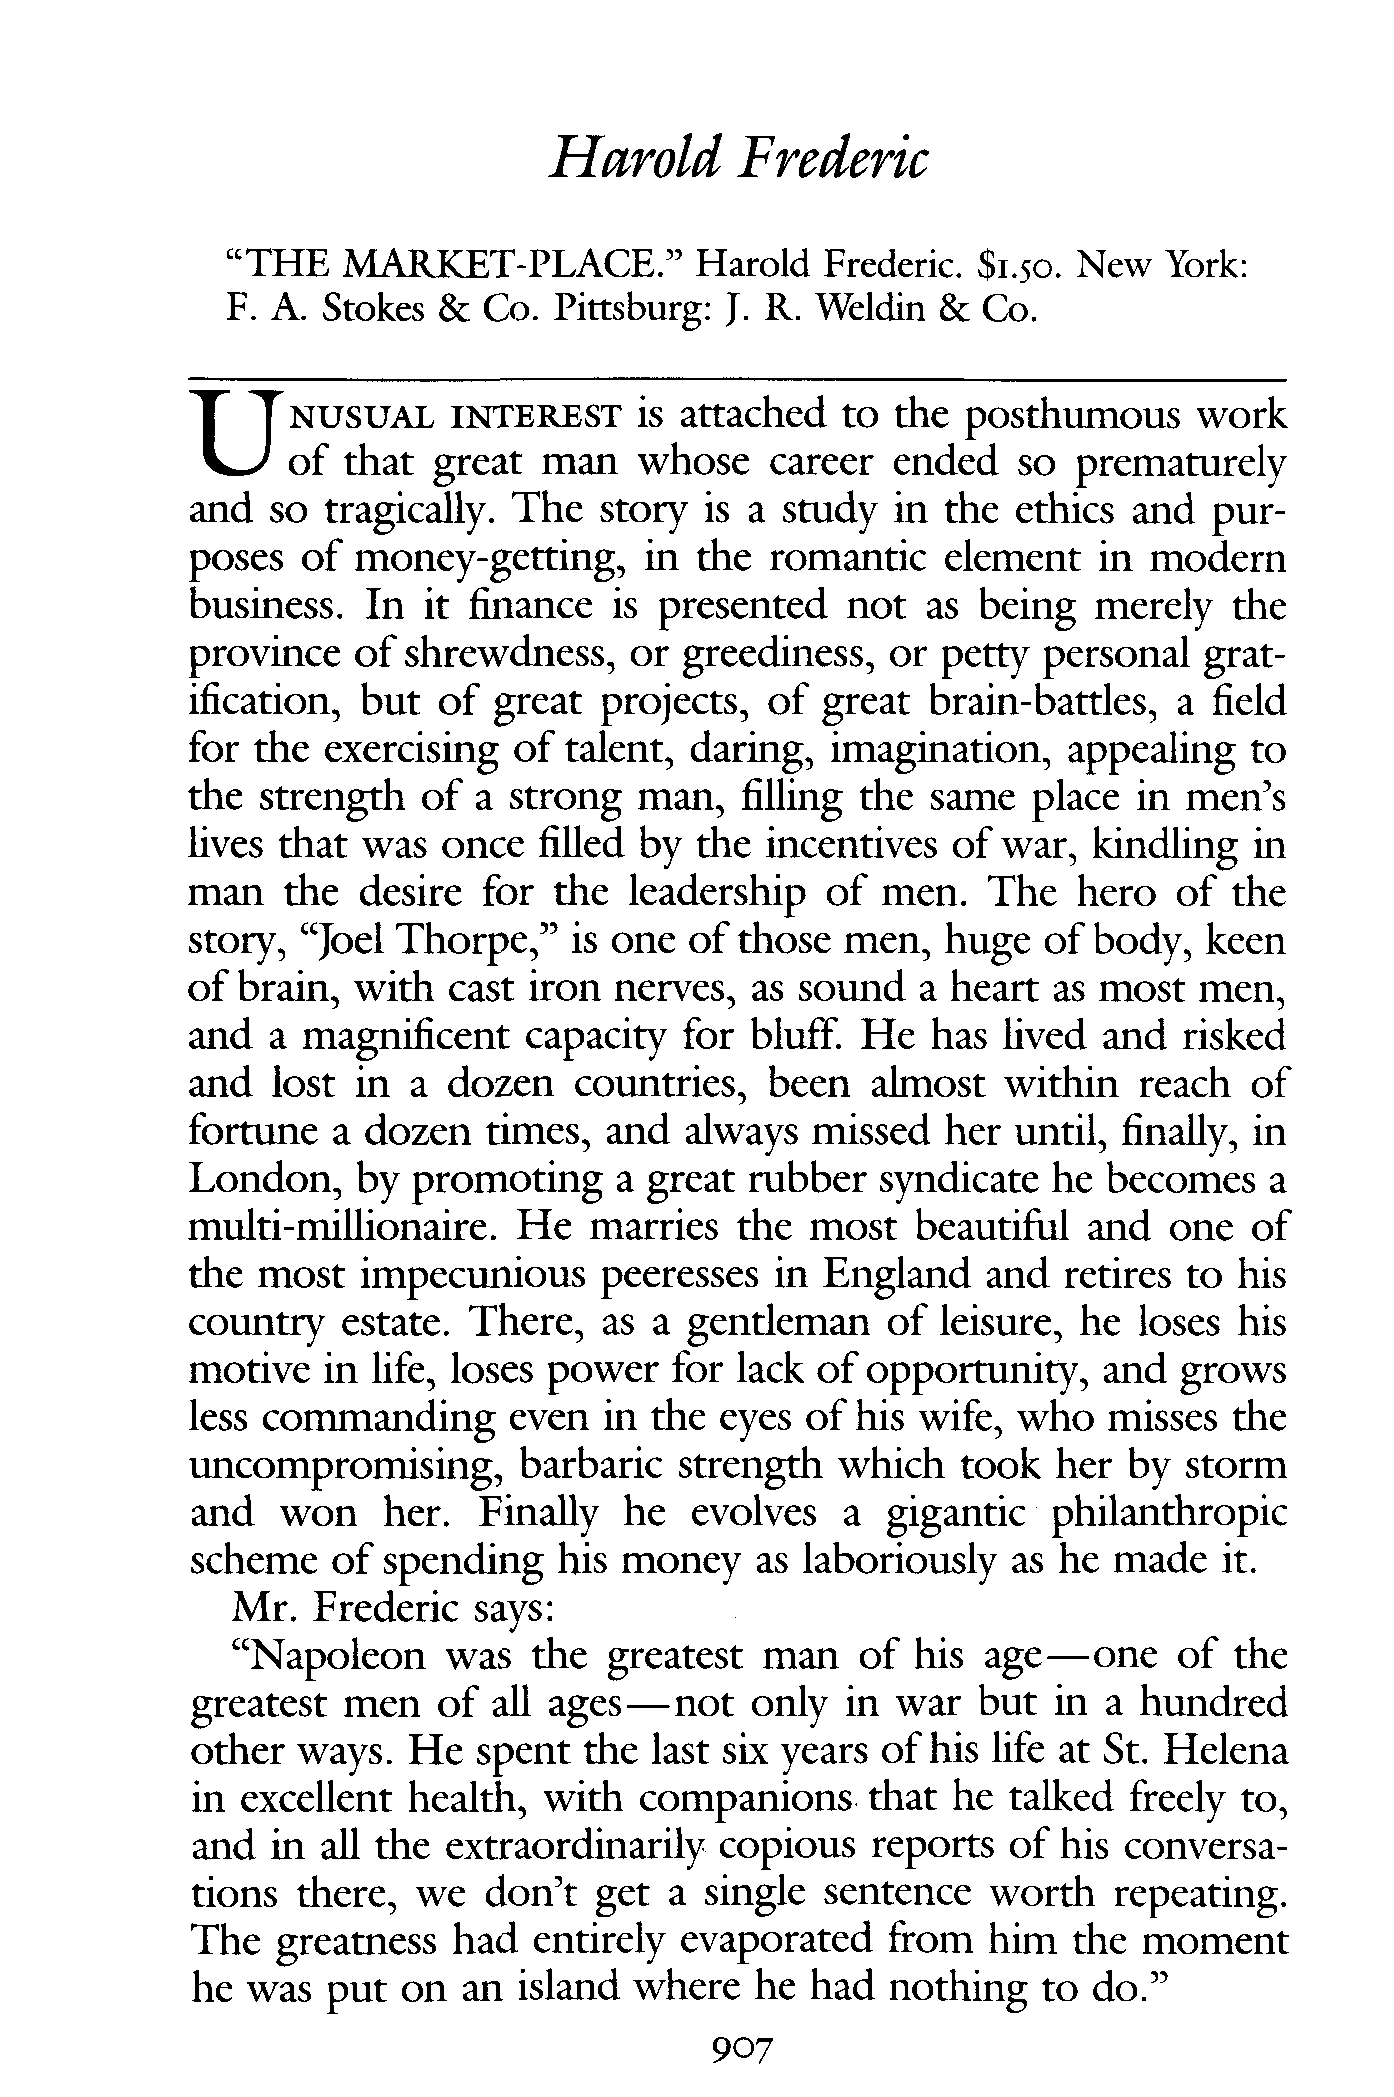 Harold Frederic
“THE MARKET-PLACE.” Harold Frederic. $1.50. New York:
F. A. Stokes & Co. Pittsburg: J. R. Weldin & Co.
UNUSUAL INTEREST is attached to the posthumous work
of that great man whose career ended so prematurely
and so tragically. The story is a study in the ethics and pur-
poses of money-getting, in the romantic element in modern
business. In it finance is presented not as being merely the
province of shrewdness, or greediness, or petty personal grat-
ification, but of great projects, of great brain-battles, a field
for the exercising of talent, daring, imagination, appealing to
the strength of a strong man, filling the same place in men’s
lives that was once filled by the incentives of war, kindling in
man the desire for the leadership of men. The hero of the
story, “Joel Thorpe,” is one of those men, huge of body, keen
of brain, with cast iron nerves, as sound a heart as most men,
and a magnificent capacity for bluff. He has lived and risked
and lost in a dozen countries, been almost within reach of
fortune a dozen times, and always missed her until, finally, in
London, by promoting a great rubber syndicate he becomes a
multi-millionaire. He marries the most beautiful and one of
the most impecunious peeresses in England and retires to his
country estate. There, as a gentleman of leisure, he loses his
motive in life, loses power for lack of opportunity, and grows
less commanding even in the eyes of his wife, who misses the
uncompromising, barbaric strength which took her by storm
and won her. Finally he evolves a gigantic philanthropic
scheme of spending his money as laboriously as he made it.
Mr. Frederic says:
“Napoleon was the greatest man of his age—one of the
greatest men of all ages—not only in war but in a hundred
other ways. He spent the last six years of his life at St. Helena
in excellent health, with companions that he talked freely to,
and in all the extraordinarily copious reports of his conversa-
tions there, we don’t get a single sentence worth repeating.
The greatness had entirely evaporated from him the moment
he was put on an island where he had nothing to do.”
907